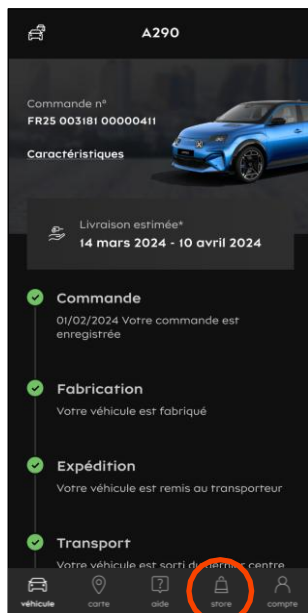 A290
Commande n°
FR25 003181 00000411
Caractéristiques
Livraison estimée*
14 mars 2024 - 10 avril 2024
Commande
01/02/2024 Votre commande est
enregistrée
Fabrication
Votre véhicule est fabriqué
Expédition
Votre véhicule est remis au transporteur
Transport
Votre véhicule est sorti du dernier centre
véhicule carte aide store compte